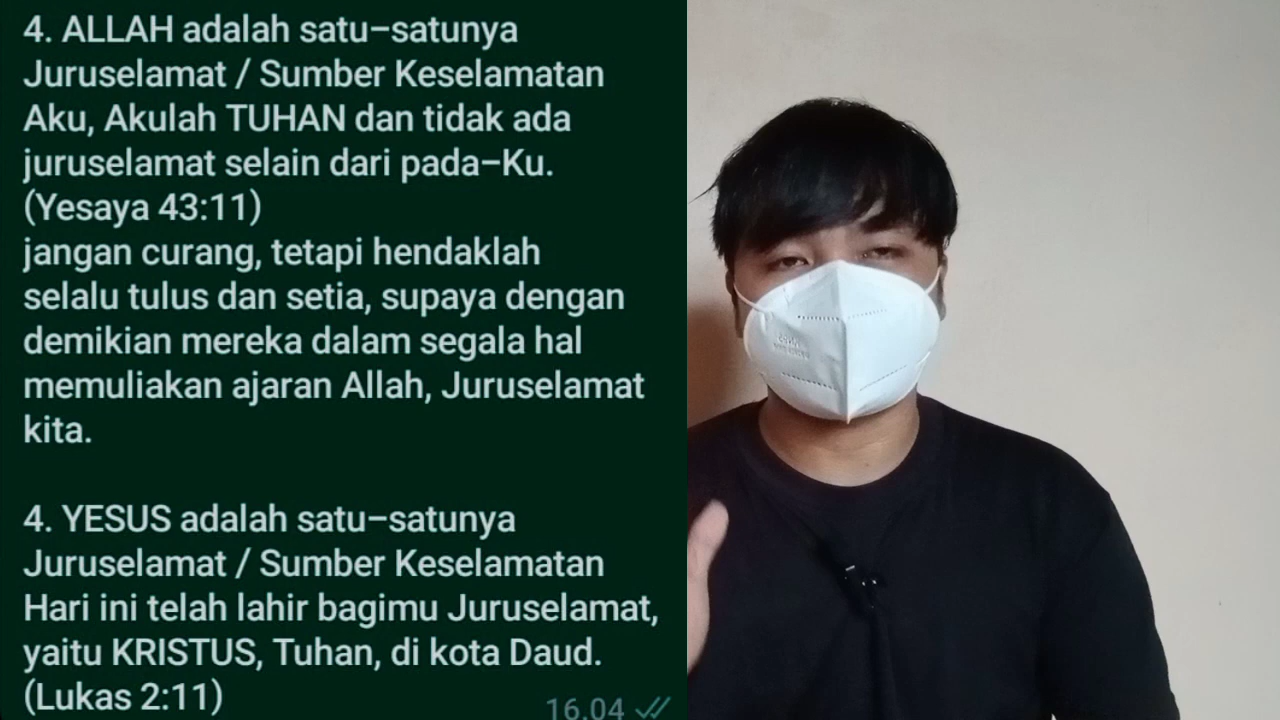 4. ALLAH adalah satu–satunya
Juruselamat / Sumber Keselamatan
Aku, Akulah TUHAN dan tidak ada
juruselamat selain dari pada–Ku.
(Yesaya 43:11)
jangan curang, tetapi hendaklah
selalu tulus dan setia, supaya dengan
demikian mereka dalam segala hal
memuliakan ajaran Allah, Juruselamat
kita.
4. YESUS adalah satu–satunya
Juruselamat / Sumber Keselamatan
Hari ini telah lahir bagimu Juruselamat,
yaitu KRISTUS, Tuhan, di kota Daud.
(Lukas 2:11)
16.04